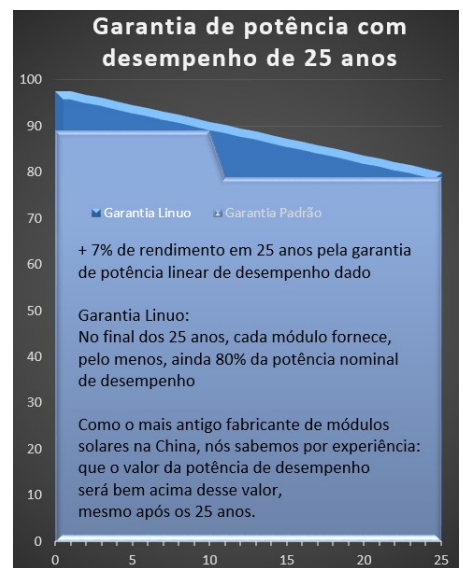 Garantia de potência com
desempenho de 25 anos
100
90
80
70
Garantia Linuo Garantia Padrão
+ 7% de rendimento em 25 anos pela garantia
60
de potência linear de desempenho dado
50
Garantia Linuo:
No final dos 25 anos, cada módulo fornece,
40
pelo menos, ainda 80% da potência nominal
de desempenho
30
Como o mais antigo fabricante de módulos
20
solares na China, nós sabemos por experiência:
que o valor da potência de desempenho
10
será bem acima desse valor,
mesmo após os 25 anos.
0
0 5 10 15 20 25